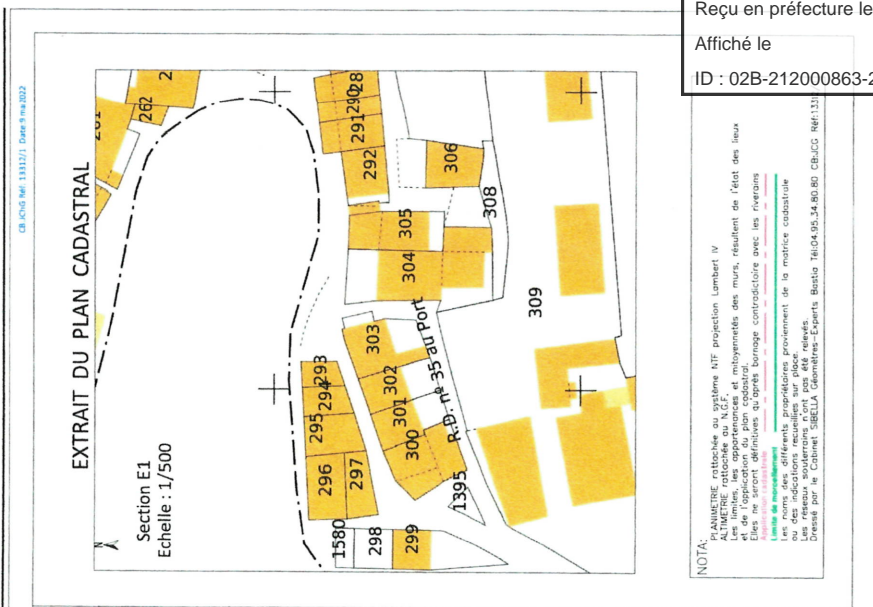 Reçu en préfecture le
Affiché le
ID : 02B-212000863-2
CB.JChG Réf: 13312/1 Date:9 mai2022
EXTRAIT DU PLAN CADASTRAL
Section E1
Echelle : 1/500
N
262
291
290
28
292
306
305
308
304
309
303
R.D. n° 35 au Port
293
294
302
295
301
300
296
297
1395
1580
298
299
NOTA:
PLANIMETRIE rattachée au système NTF projection Lambert IV
ALTIMETRIE rattachée au N.G.F.
Les limites, les appartenances et mitoyennetés des murs, résultent de l'état des lieux
et de l'application du plan cadastral.
Elles ne seront définitives qu'après bornage contradictoire avec les riverains
Application cadastrale
Limite de morcellement
Les noms des différents propriétaires proviennent de la matrice cadastrale
ou des indications recueillies sur place.
Les réseaux souterrains n'ont pas été relevés.
Dressé par le Cabinet SIBELLA Géomètres-Experts Bastia Tél:04.95.34.80.80 CB:JCG Réf:1331